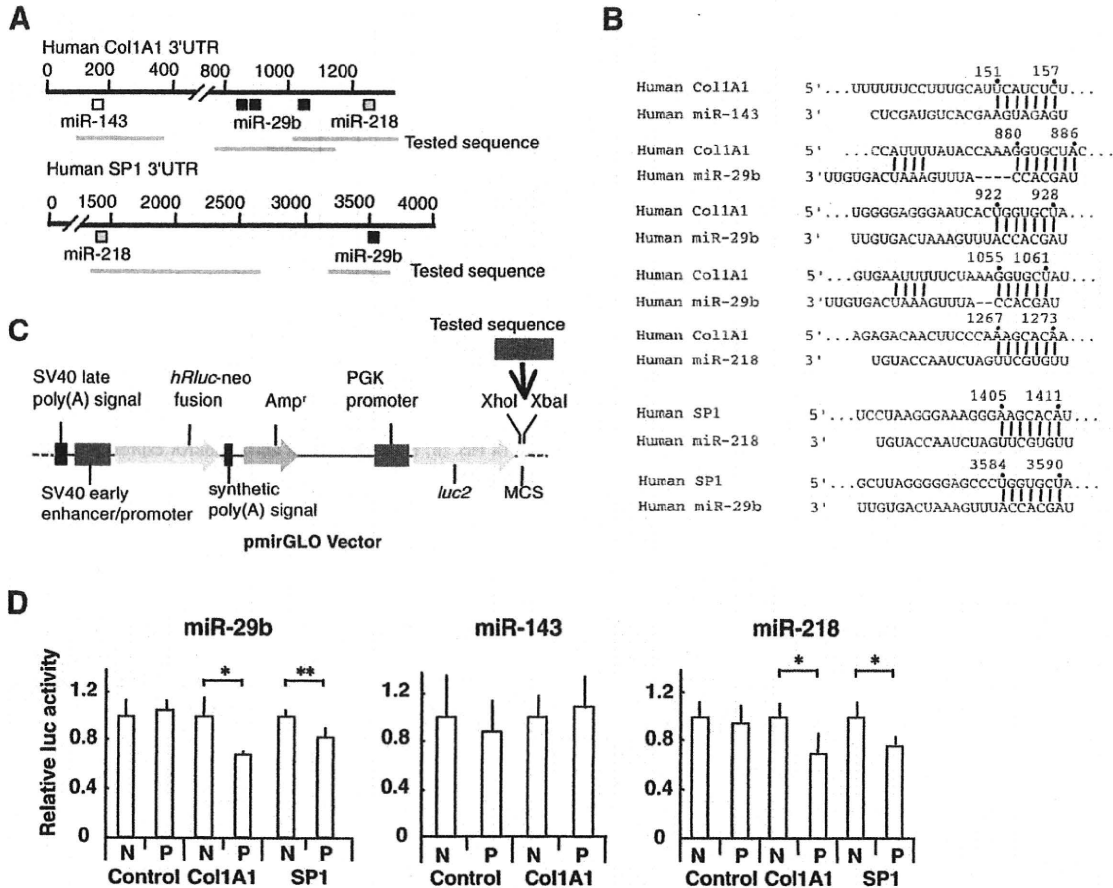 A
Human Col1A1 3'UTR
0 200 400 800 1000 1200
miR-143 miR-29b miR-218
Tested sequence
Human SP1 3'UTR
0 1500 2000 2500 3000 3500 4000
miR-218 miR-29b
Tested sequence
B
151 157
Human Col1A1 5'...UUUUUUCCUUUGCAUUCAUCUCU...
Human miR-143 3' CUCGAUGUCACGAAGUAGAGU
880 886
Human Col1A1 5' ...CCAUUUUAUACCAAAGGUGCUAC...
Human miR-29b 3'UUGUGACUAAAGUUUA----CCACGAU
922 928
Human Col1A1 5'...UGGGGAGGGAAUCACUGGUGCUA...
Human miR-29b 3' UUGUGACUAAAGUUUACCACGAU
1055 1061
Human Col1A1 5'...GUGAAUUUUUCUAAAGGUGCUAU...
Human miR-29b 3'UUGUGACUAAAGUUUA--CCACGAU
1267 1273
Human Col1A1 5'...AGAGACAACUUCCCAAAGCACAA...
Human miR-218 3' UGUACCAAUCUAGUUCGUGUU
1405 1411
Human SP1 5'...UCCUAAGGGAAAGGGAAGCACAU...
Human miR-218 3' UGUACCAAUCUAGUUCGUGUU
3584 3590
Human SP1 5'...GCUUAGGGGGAGCCCUGGUGCUA...
Human miR-29b 3' UUGUGACUAAAGUUUACCACGAU
C
Tested sequence
SV40 late poly(A) signal
hRluc-neo fusion
Ampr
PGK promoter
XhoI XbaI
SV40 early enhancer/promoter
synthetic poly(A) signal
luc2
MCS
pmirGLO Vector
D
miR-29b miR-143 miR-218
Relative luc activity
1.2 0.8 0.4 0
* **
N P N P N P
Control Col1A1 SP1
1.2 0.8 0.4 0
N P N P
Control Col1A1
1.2 0.8 0.4 0
* *
N P N P N P
Control Col1A1 SP1